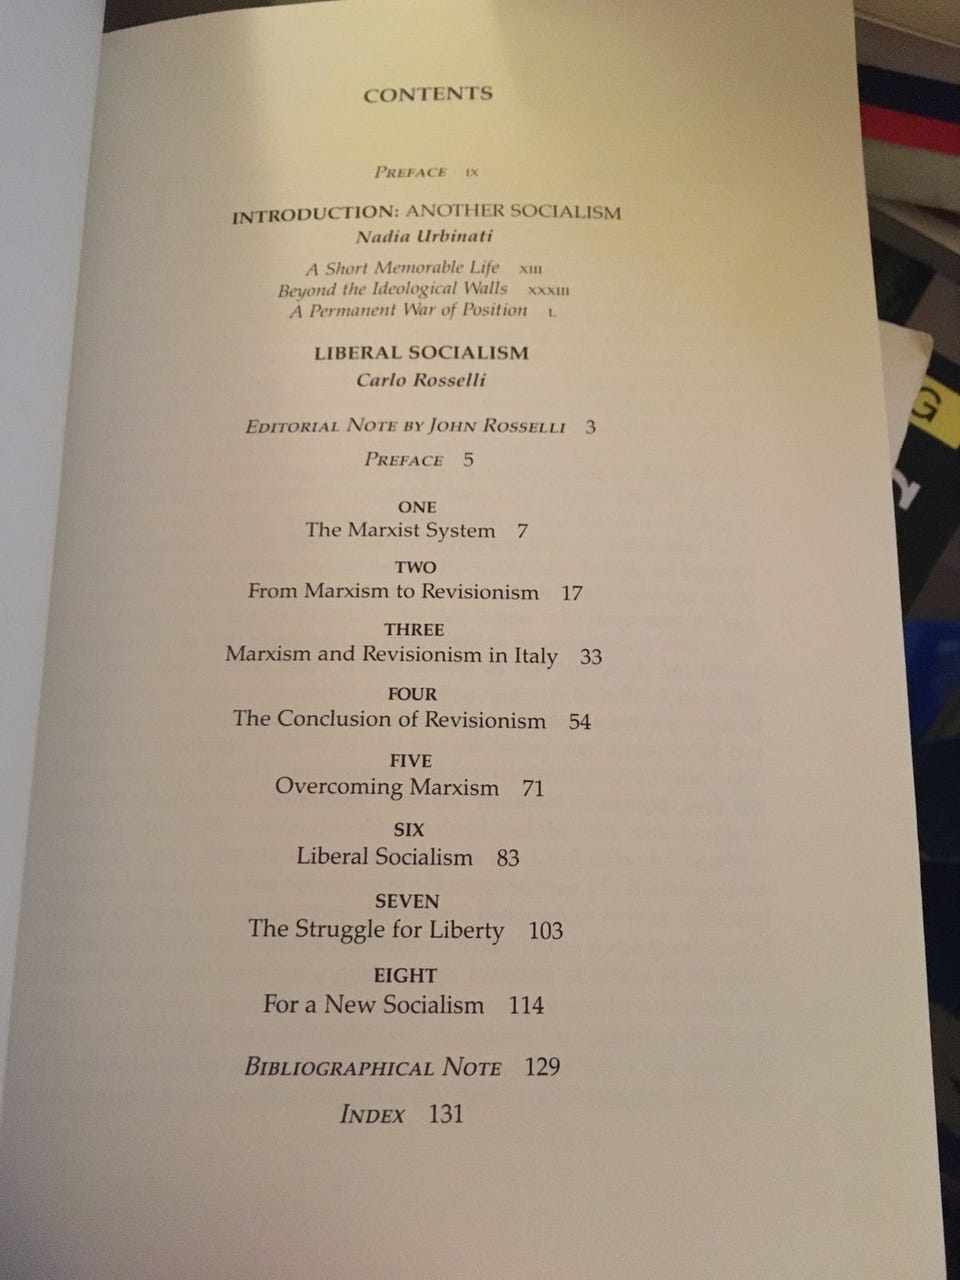 CONTENTS
PREFACE IX
INTRODUCTION: ANOTHER SOCIALISM
Nadia Urbinati
A Short Memorable Life XIII
Beyond the Ideological Walls XXXIII
A Permanent War of Position L
LIBERAL SOCIALISM
Carlo Rosselli
EDITORIAL NOTE BY JOHN ROSSELLI 3
PREFACE 5
ONE
The Marxist System 7
TWO
From Marxism to Revisionism 17
THREE
Marxism and Revisionism in Italy 33
FOUR
The Conclusion of Revisionism 54
FIVE
Overcoming Marxism 71
SIX
Liberal Socialism 83
SEVEN
The Struggle for Liberty 103
EIGHT
For a New Socialism 114
BIBLIOGRAPHICAL NOTE 129
INDEX 131
G